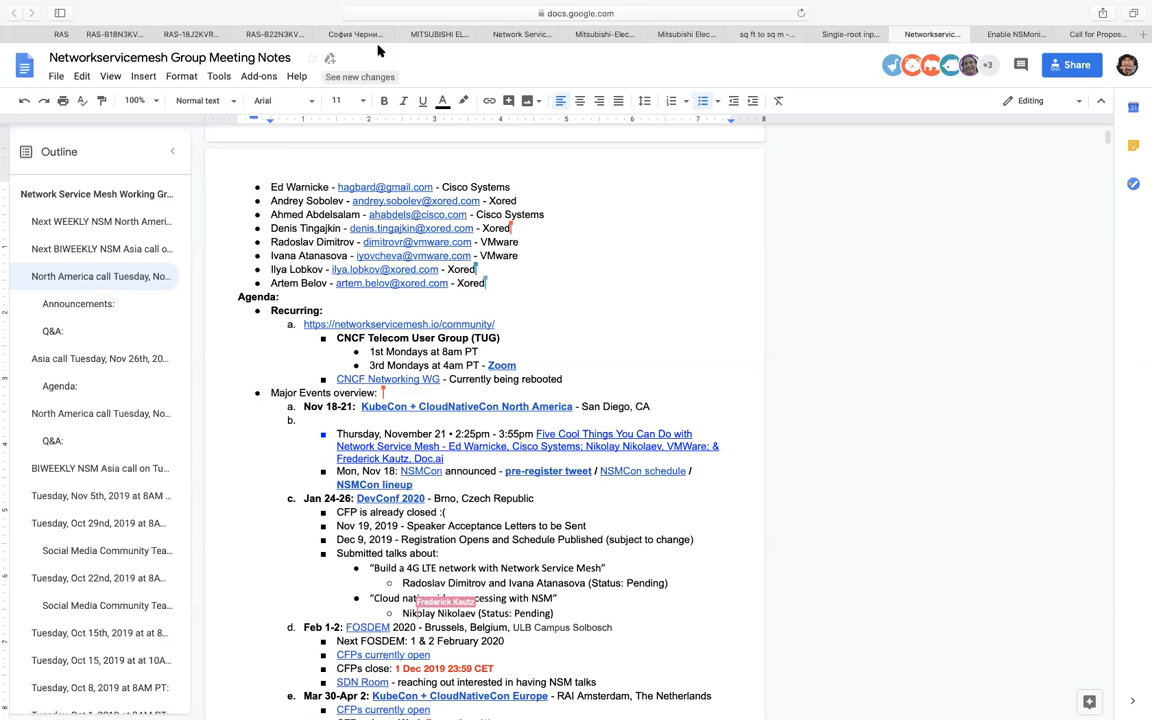 docs.google.com
RAS
RAS-B18N3KV...
RAS-18J2KVR...
RAS-B22N3KV...
София Черни...
MITSUBISHI EL...
Network Servic...
Mitsubishi-Elec...
Mitsubishi Elec...
sq ft to sq m -...
Single-root inp...
Networkservic...
Enable NSMoni...
Call for Propos...
Networkservicemesh Group Meeting Notes
File Edit View Insert Format Tools Add-ons Help See new changes
+3
Share
100% Normal text Arial 11 B I U A Editing
1 2 3 4 5 6 7 8
Outline
Network Service Mesh Working Gr...
Next WEEKLY NSM North Ameri...
Next BIWEEKLY NSM Asia call o...
North America call Tuesday, No...
Announcements:
Q&A:
Asia call Tuesday, Nov 26th, 20...
Agenda:
North America call Tuesday, No...
Q&A:
BIWEEKLY NSM Asia call on Tu...
Tuesday, Nov 5th, 2019 at 8AM ...
Tuesday, Oct 29nd, 2019 at 8A...
Social Media Community Tea...
Tuesday, Oct 22nd, 2019 at 8A...
Social Media Community Tea...
Tuesday, Oct 15th, 2019 at at 8...
Tuesday, Oct 15, 2019 at 10A...
Tuesday, Oct 8, 2019 at 8AM PT:
● Ed Warnicke - hagbard@gmail.com - Cisco Systems
● Andrey Sobolev - andrey.sobolev@xored.com - Xored
● Ahmed Abdelsalam - ahabdels@cisco.com - Cisco Systems
● Denis Tingajkin - denis.tingajkin@xored.com - Xored
● Radoslav Dimitrov - dimitrovr@vmware.com - VMware
● Ivana Atanasova - iyovcheva@vmware.com - VMware
● Ilya Lobkov - ilya.lobkov@xored.com - Xored
● Artem Belov - artem.belov@xored.com - Xored
Agenda:
● Recurring:
a. https://networkservicemesh.io/community/
■ CNCF Telecom User Group (TUG)
● 1st Mondays at 8am PT
● 3rd Mondays at 4am PT - Zoom
■ CNCF Networking WG - Currently being rebooted
● Major Events overview:
a. Nov 18-21: KubeCon + CloudNativeCon North America - San Diego, CA
b.
■ Thursday, November 21 • 2:25pm - 3:55pm Five Cool Things You Can Do with
Network Service Mesh - Ed Warnicke, Cisco Systems; Nikolay Nikolaev, VMWare; &
Frederick Kautz, Doc.ai
■ Mon, Nov 18: NSMCon announced - pre-register tweet / NSMCon schedule /
NSMCon lineup
c. Jan 24-26: DevConf 2020 - Brno, Czech Republic
■ CFP is already closed :(
■ Nov 19, 2019 - Speaker Acceptance Letters to be Sent
■ Dec 9, 2019 - Registration Opens and Schedule Published (subject to change)
■ Submitted talks about:
● “Build a 4G LTE network with Network Service Mesh”
○ Radoslav Dimitrov and Ivana Atanasova (Status: Pending)
● “Cloud cessing with NSM”
Frederick Kautz
○ Nikolay Nikolaev (Status: Pending)
d. Feb 1-2: FOSDEM 2020 - Brussels, Belgium, ULB Campus Solbosch
■ Next FOSDEM: 1 & 2 February 2020
■ CFPs currently open
■ CFPs close: 1 Dec 2019 23:59 CET
■ SDN Room - reaching out interested in having NSM talks
e. Mar 30-Apr 2: KubeCon + CloudNativeCon Europe - RAI Amsterdam, The Netherlands
■ CFPs currently open